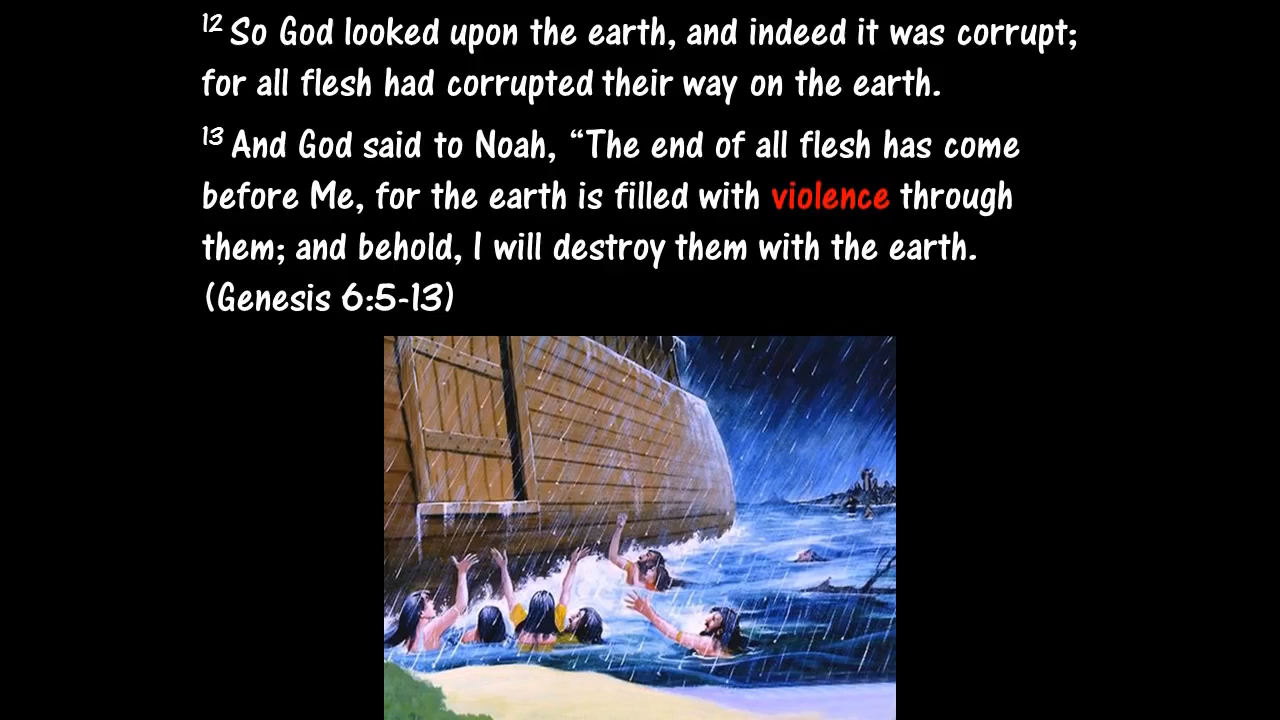 12 So God looked upon the earth, and indeed it was corrupt;
for all flesh had corrupted their way on the earth.
13 And God said to Noah, “The end of all flesh has come
before Me, for the earth is filled with violence through
them; and behold, I will destroy them with the earth.
(Genesis 6:5-13)